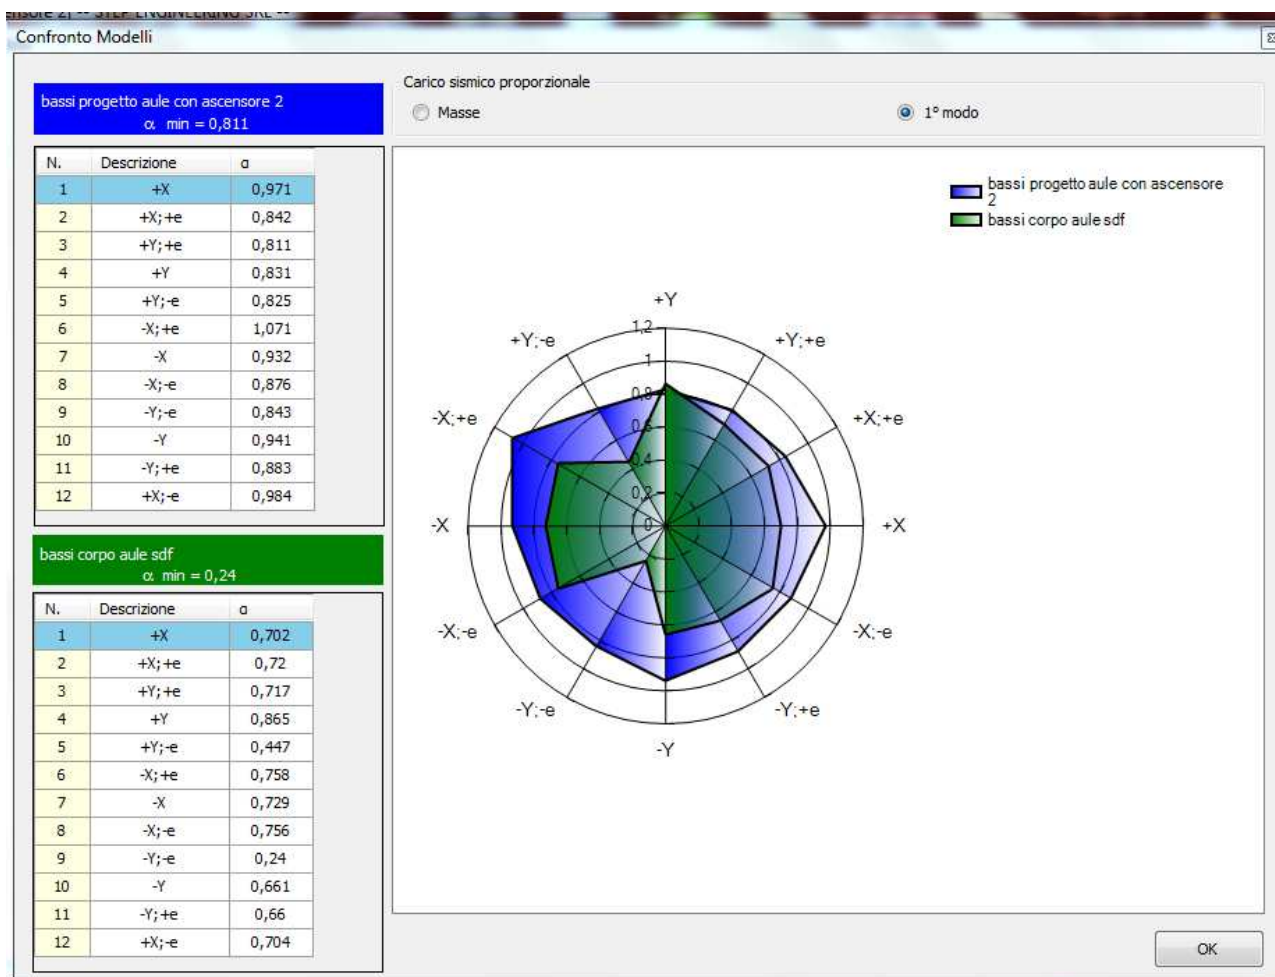 Confronto Modelli
bassi progetto aule con ascensore 2
α min = 0,811
N. Descrizione α
1 +X 0,971
2 +X;+e 0,842
3 +Y;+e 0,811
4 +Y 0,831
5 +Y;-e 0,825
6 -X;+e 1,071
7 -X 0,932
8 -X;-e 0,876
9 -Y;-e 0,843
10 -Y 0,941
11 -Y;+e 0,883
12 +X;-e 0,984
bassi corpo aule sdf
α min = 0,24
N. Descrizione α
1 +X 0,702
2 +X;+e 0,72
3 +Y;+e 0,717
4 +Y 0,865
5 +Y;-e 0,447
6 -X;+e 0,758
7 -X 0,729
8 -X;-e 0,756
9 -Y;-e 0,24
10 -Y 0,661
11 -Y;+e 0,66
12 +X;-e 0,704
Carico sismico proporzionale
Masse
1º modo
bassi progetto aule con ascensore
2
bassi corpo aule sdf
+Y
+Y;+e
+X;+e
+X
-X;-e
-Y;+e
-Y
-Y;-e
-X;-e
-X
-X;+e
+Y;-e
1,2
1
0,8
0,6
0,4
0,2
0
OK